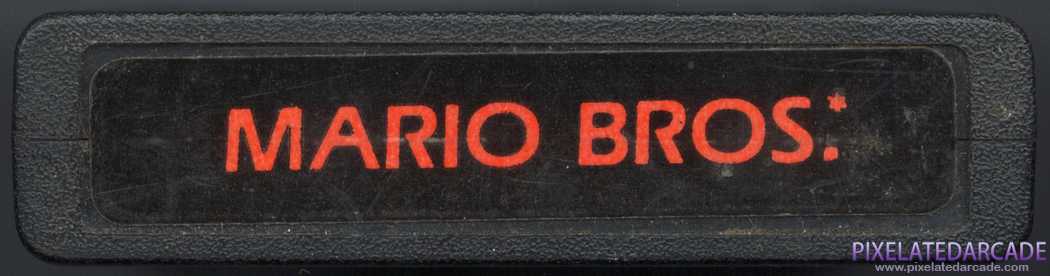 MARIO BROS.*
PIXELATEDARCADE
www.pixelatedarcade.com